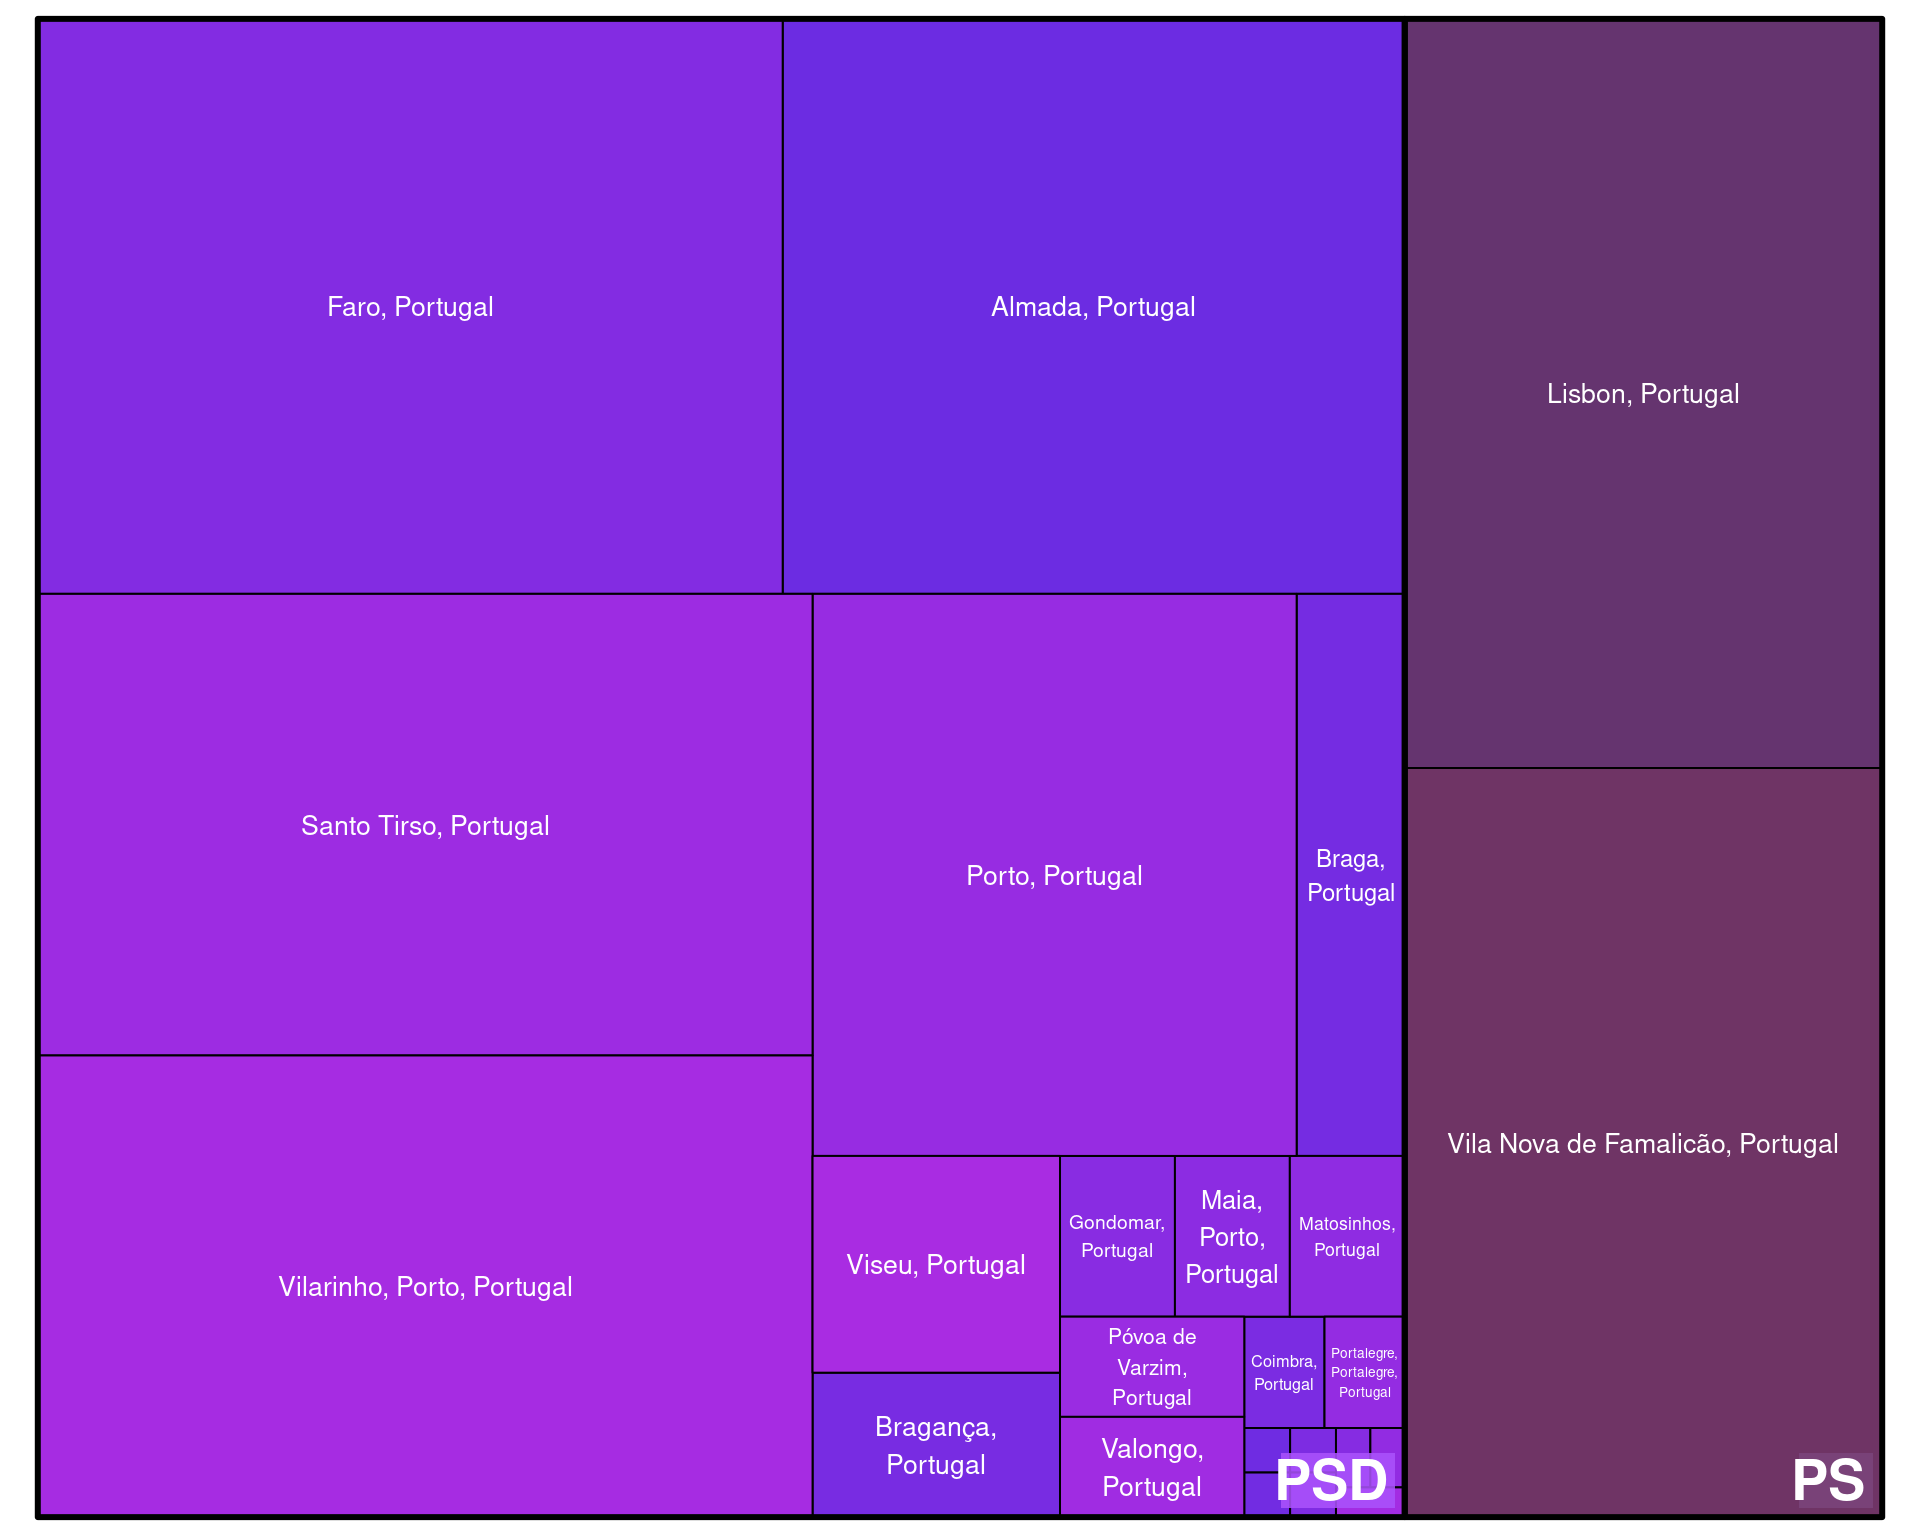 Faro, Portugal
Almada, Portugal
Lisbon, Portugal
Santo Tirso, Portugal
Porto, Portugal
Braga,
Portugal
Vila Nova de Famalicão, Portugal
Vilarinho, Porto, Portugal
Viseu, Portugal
Gondomar,
Portugal
Maia,
Porto,
Portugal
Matosinhos,
Portugal
Póvoa de
Varzim,
Portugal
Coimbra,
Portugal
Portalegre,
Portalegre,
Portugal
Bragança,
Portugal
Valongo,
Portugal
PSD
PS